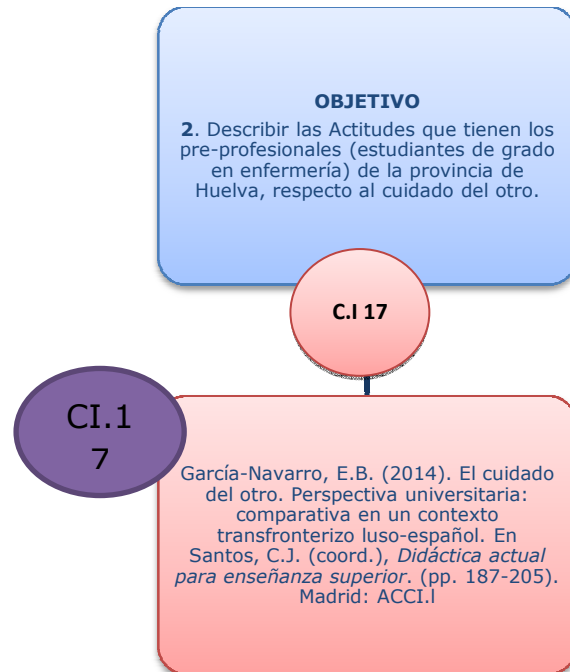 OBJETIVO
2. Describir las Actitudes que tienen los
pre-profesionales (estudiantes de grado
en enfermería) de la provincia de
Huelva, respecto al cuidado del otro.
C.I 17
CI.1
7
García-Navarro, E.B. (2014). El cuidado
del otro. Perspectiva universitaria:
comparativa en un contexto
transfronterizo luso-español. En
Santos, C.J. (coord.), Didáctica actual
para enseñanza superior. (pp. 187-205).
Madrid: ACCI.l